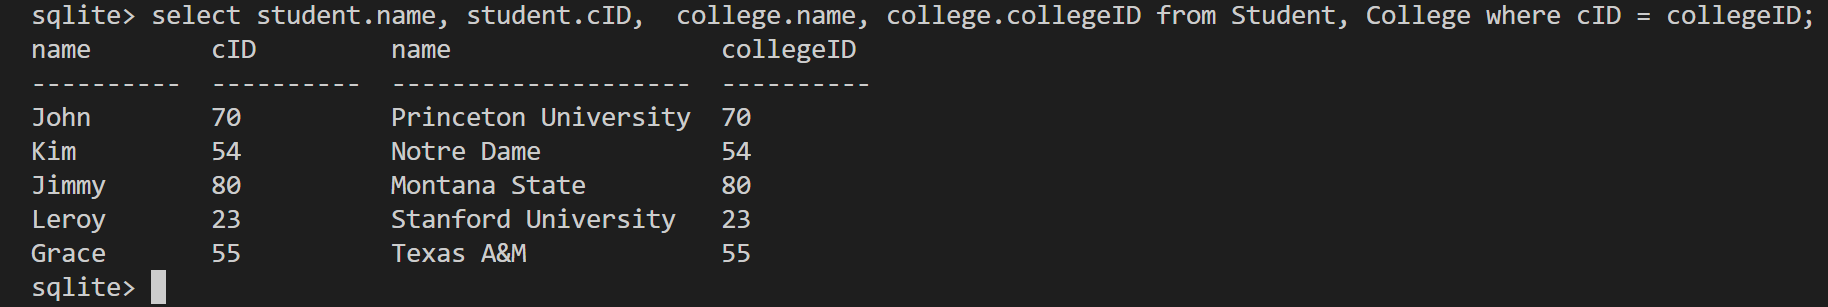 sqlite> select student.name, student.cID,  college.name, college.collegeID from Student, College where cID = collegeID;
name        cID         name                  collegeID
----------  ----------  --------------------  ----------
John        70          Princeton University  70
Kim         54          Notre Dame            54
Jimmy       80          Montana State         80
Leroy       23          Stanford University   23
Grace       55          Texas A&M             55
sqlite>